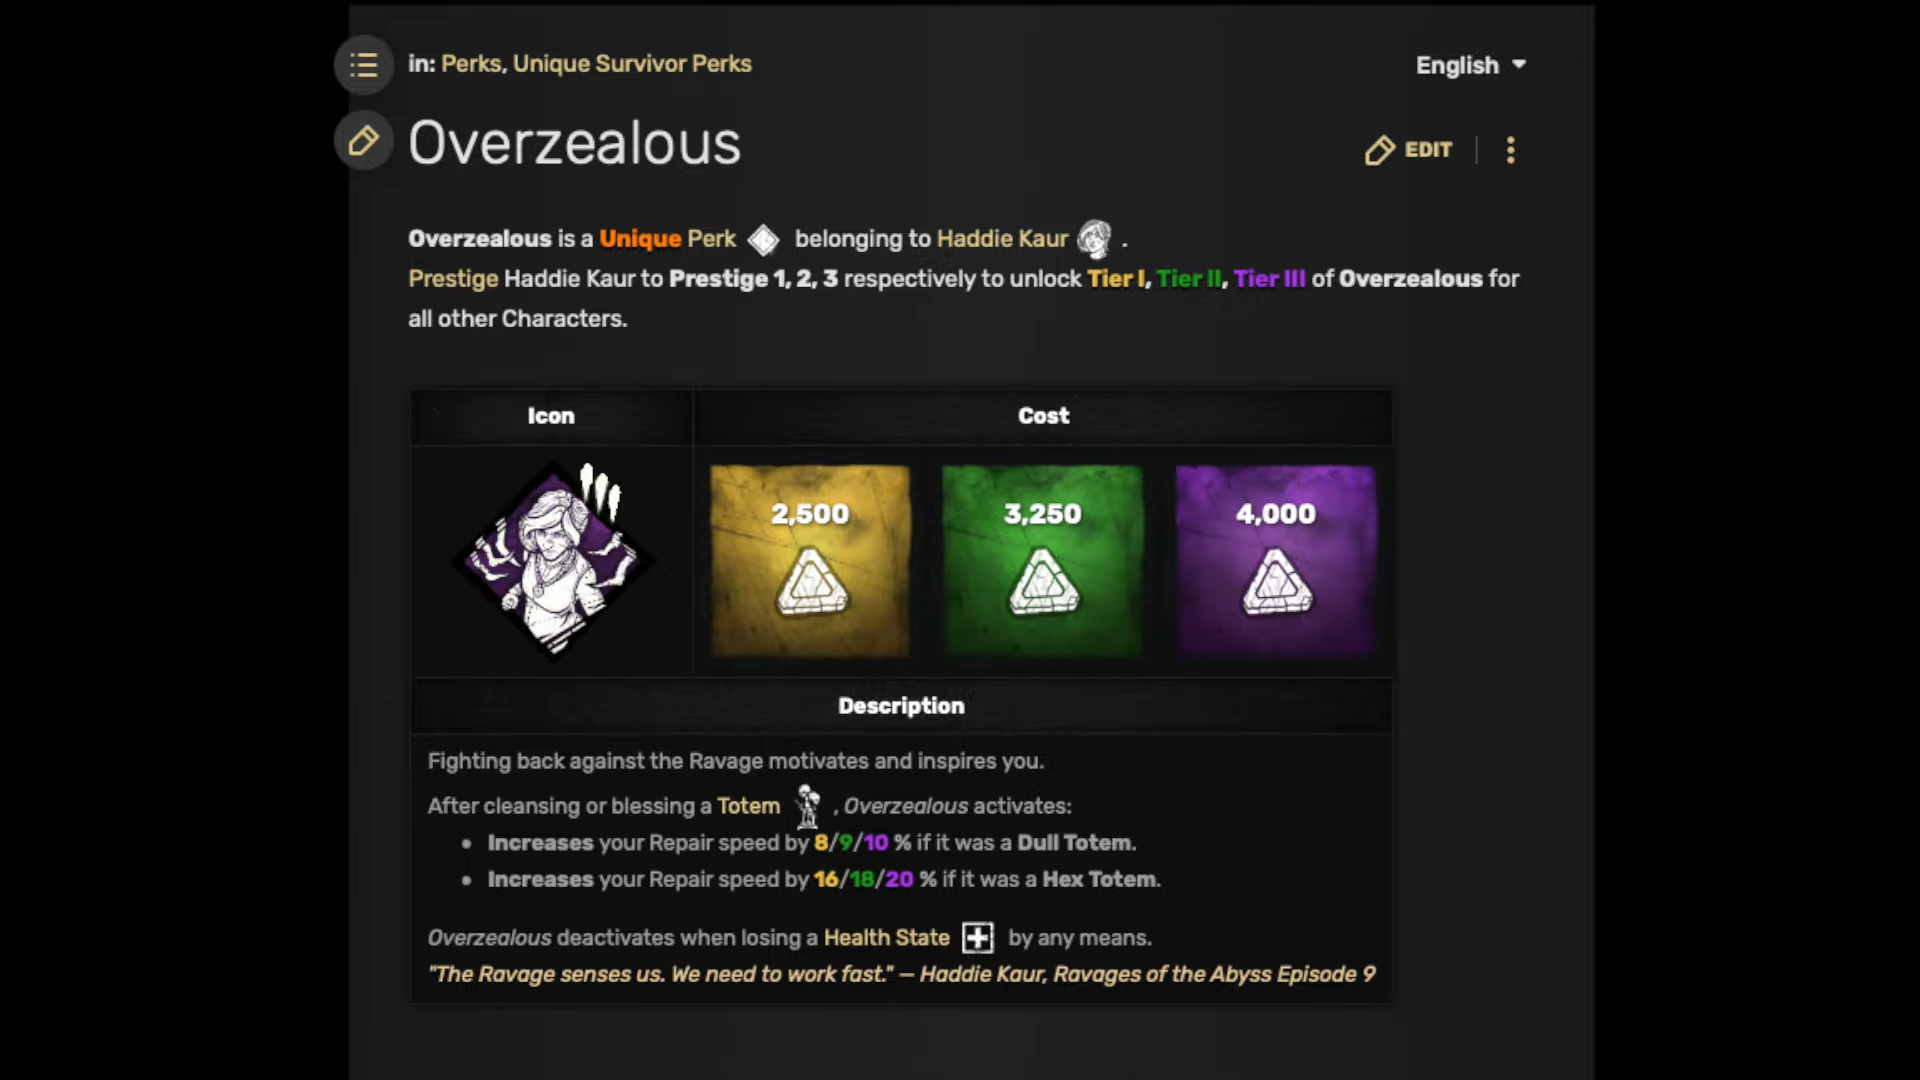 in: Perks, Unique Survivor Perks
English
Overzealous
EDIT
Overzealous is a Unique Perk belonging to Haddie Kaur .
Prestige Haddie Kaur to Prestige 1, 2, 3 respectively to unlock Tier I, Tier II, Tier III of Overzealous for
all other Characters.
Icon
Cost
2,500
3,250
4,000
Description
Fighting back against the Ravage motivates and inspires you.
After cleansing or blessing a Totem , Overzealous activates:
• Increases your Repair speed by 8/9/10 % if it was a Dull Totem.
• Increases your Repair speed by 16/18/20 % if it was a Hex Totem.
Overzealous deactivates when losing a Health State by any means.
"The Ravage senses us. We need to work fast." — Haddie Kaur, Ravages of the Abyss Episode 9